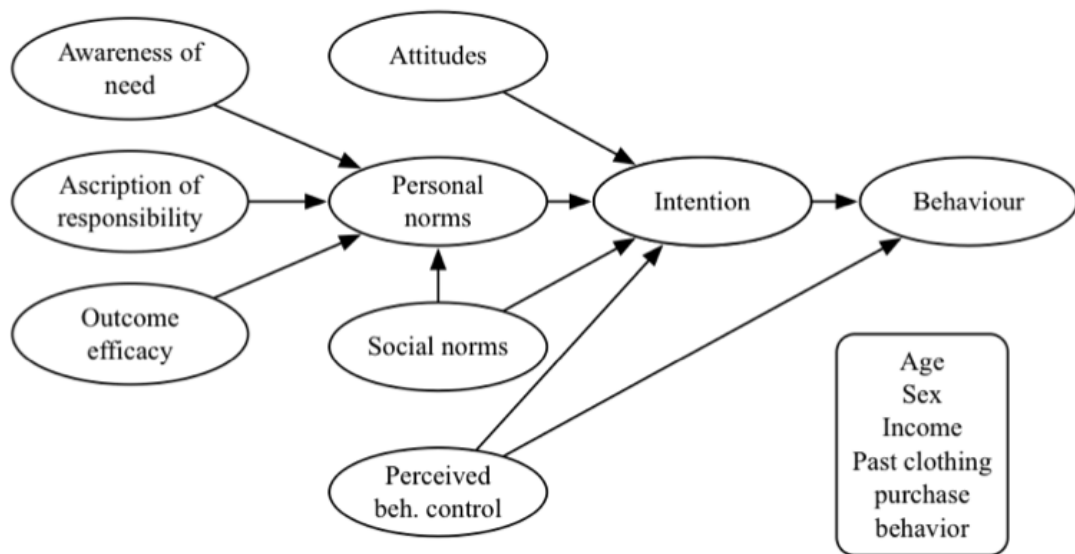 Awareness of
need
Attitudes
Ascription of
responsibility
Personal
norms
Intention
Behaviour
Outcome
efficacy
Social norms
Perceived
beh. control
Age
Sex
Income
Past clothing
purchase
behavior